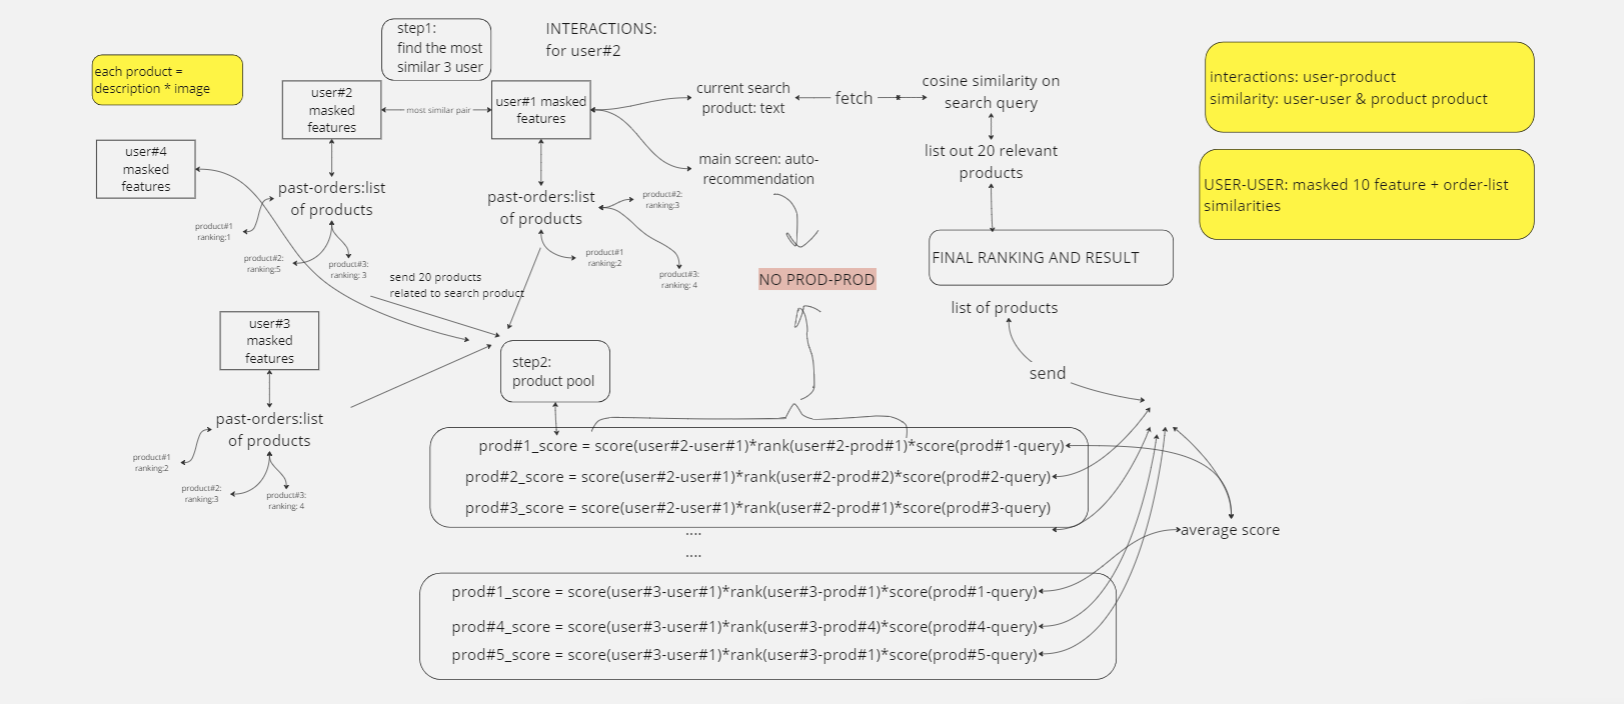 step1:
find the most
similar 3 user
INTERACTIONS:
for user#2
each product =
description * image
user#2
masked
features
most similar pair
user#1 masked
features
current search
product: text
fetch
cosine similarity on
search query
interactions: user-product
similarity: user-user & product product
user#4
masked
features
main screen: auto-
recommendation
list out 20 relevant
products
USER-USER: masked 10 feature + order-list
similarities
past-orders:list
of products
past-orders:list
of products
product#2:
ranking:3
product#1
ranking:1
product#2:
ranking:5
product#3:
ranking: 3
product#1
ranking:2
product#3:
ranking: 4
FINAL RANKING AND RESULT
send 20 products
related to search product
NO PROD-PROD
list of products
user#3
masked
features
step2:
product pool
send
past-orders:list
of products
product#1
ranking:2
product#2:
ranking:3
product#3:
ranking: 4
prod#1_score = score(user#2-user#1)*rank(user#2-prod#1)*score(prod#1-query)
prod#2_score = score(user#2-user#1)*rank(user#2-prod#2)*score(prod#2-query)
prod#3_score = score(user#2-user#1)*rank(user#2-prod#1)*score(prod#3-query)
....
....
average score
prod#1_score = score(user#3-user#1)*rank(user#3-prod#1)*score(prod#1-query)
prod#4_score = score(user#3-user#1)*rank(user#3-prod#4)*score(prod#4-query)
prod#5_score = score(user#3-user#1)*rank(user#3-prod#1)*score(prod#5-query)